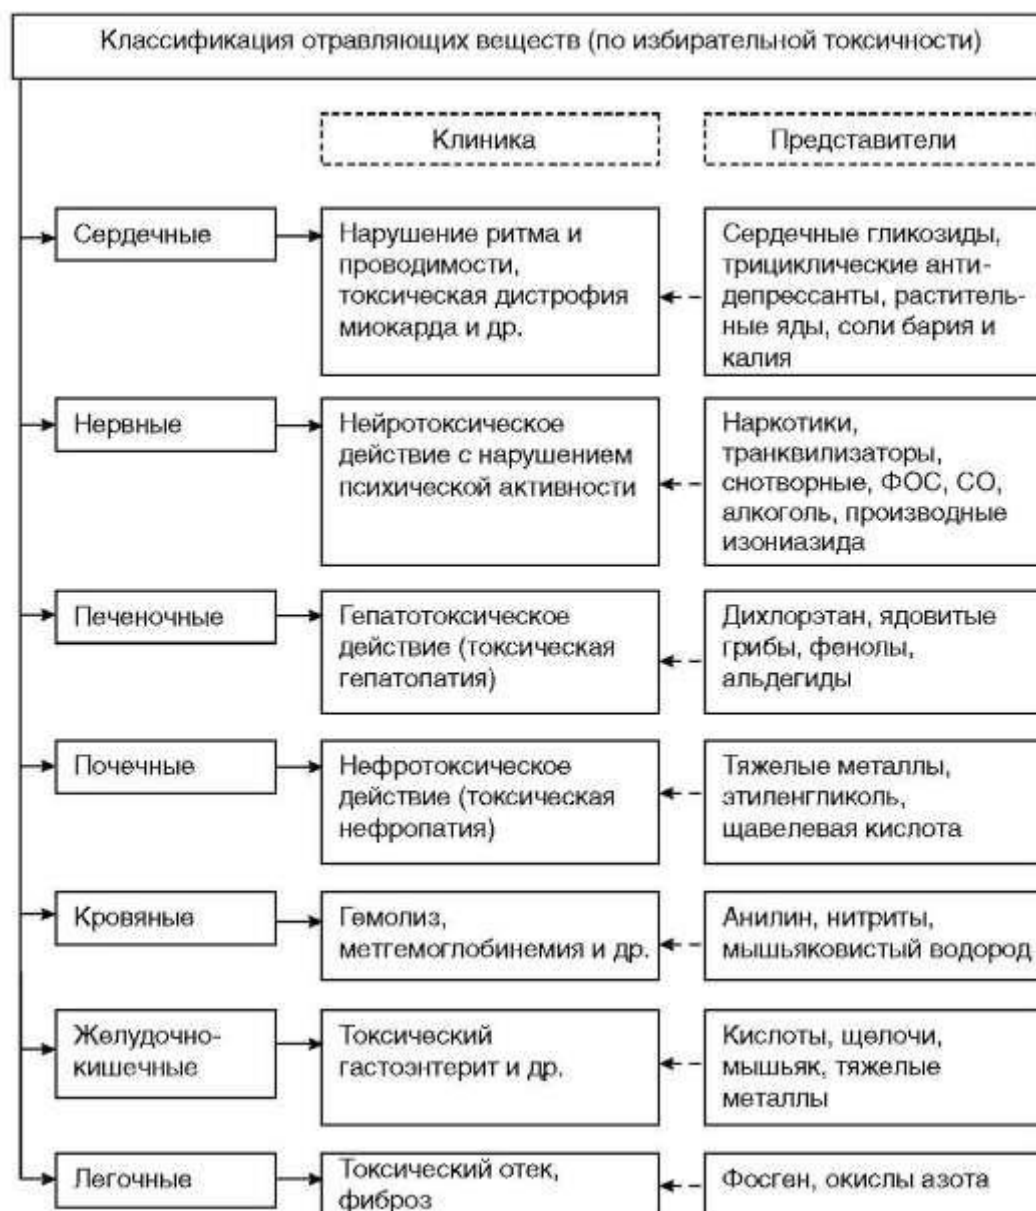 Классификация отравляющих веществ (по избирательной токсичности)
Клиника
Представители
Сердечные
Нарушение ритма и
проводимости,
токсическая дистрофия
миокарда и др.
Сердечные гликозиды,
трициклические анти-
депрессанты, раститель-
ные яды, соли бария и
калия
Нервные
Нейротоксическое
действие с нарушением
психической активности
Наркотики,
транквилизаторы,
снотворные, ФОС, СО,
алкоголь, производные
изониазида
Печеночные
Гепатотоксическое
действие (токсическая
гепатопатия)
Дихлорэтан, ядовитые
грибы, фенолы,
альдегиды
Почечные
Нефротоксическое
действие (токсическая
нефропатия)
Тяжелые металлы,
этиленгликоль,
щавелевая кислота
Кровяные
Гемолиз,
метгемоглобинемия и др.
Анилин, нитриты,
мышьяковистый водород
Желудочно-
кишечные
Токсический
гастоэнтерит и др.
Кислоты, щелочи,
мышьяк, тяжелые
металлы
Легочные
Токсический отек,
фиброз
Фосген, окислы азота